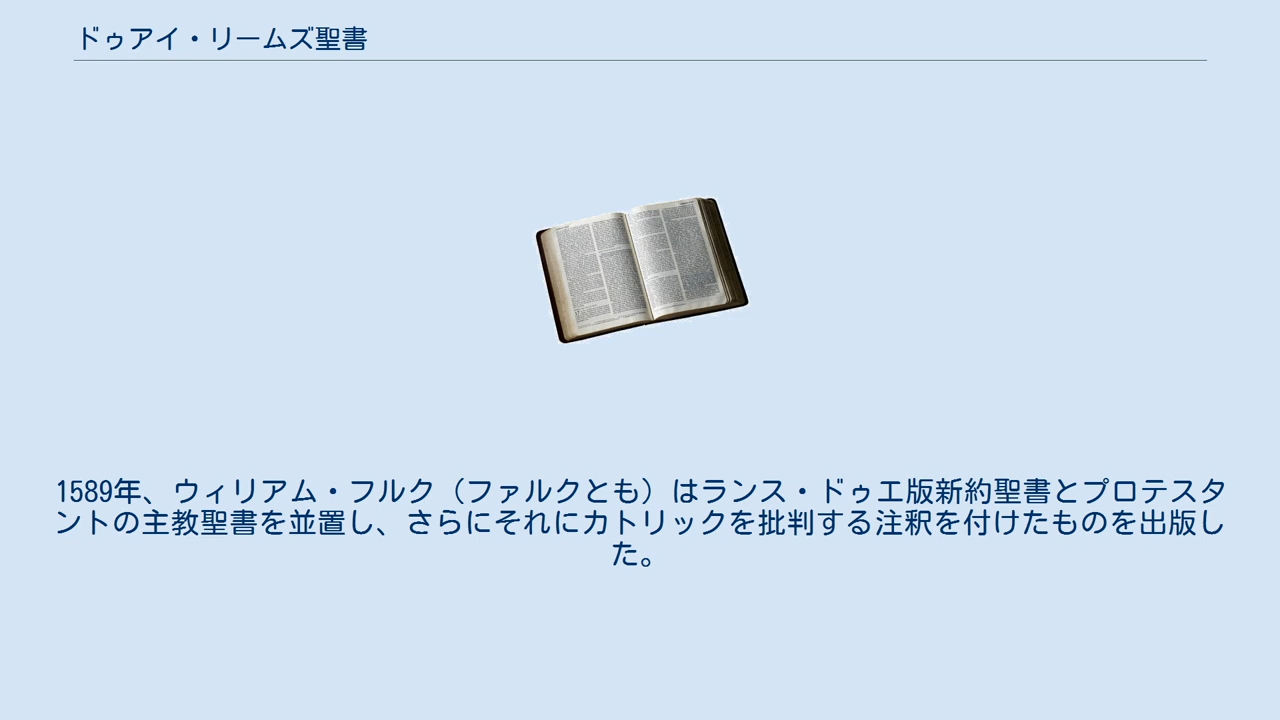 ドゥアイ・リームズ聖書
1589年、ウィリアム・フルク（ファルクとも）はランス・ドゥエ版新約聖書とプロテスタ
ントの主教聖書を並置し、さらにそれにカトリックを批判する注釈を付けたものを出版し
た。